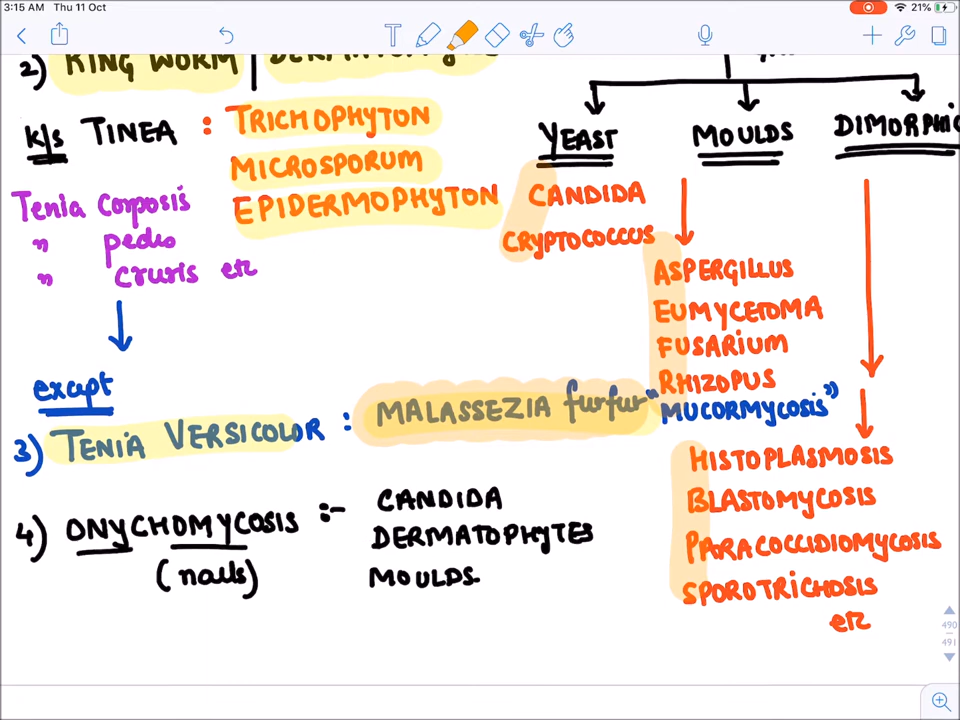 3:15 AM Thu 11 Oct
21%
2) RING WORM |
K/s TINEA : TRICHOPHYTON
MICROSPORUM
EPIDERMOPHYTON
Tenia corposis
" pedis
" cruris etc
exapt
3) TENIA VERSICOLOR : MALASSEZIA furfur
4) ONYCHOMYCOSIS :- CANDIDA
(nails)
DERMATOPHYTES
MOULDS.
YEAST
CANDIDA
CRYPTOCOCCUS
MOULDS
ASPERGILLUS
EUMYCETOMA
FUSARIUM
RHIZOPUS
"MUCORMYCOSIS"
DIMORPHIC
HISTOPLASMOSIS
BLASTOMYCOSIS
PARACOCCIDIOMYCOSIS
SPOROTRICHOSIS
etc
490
491